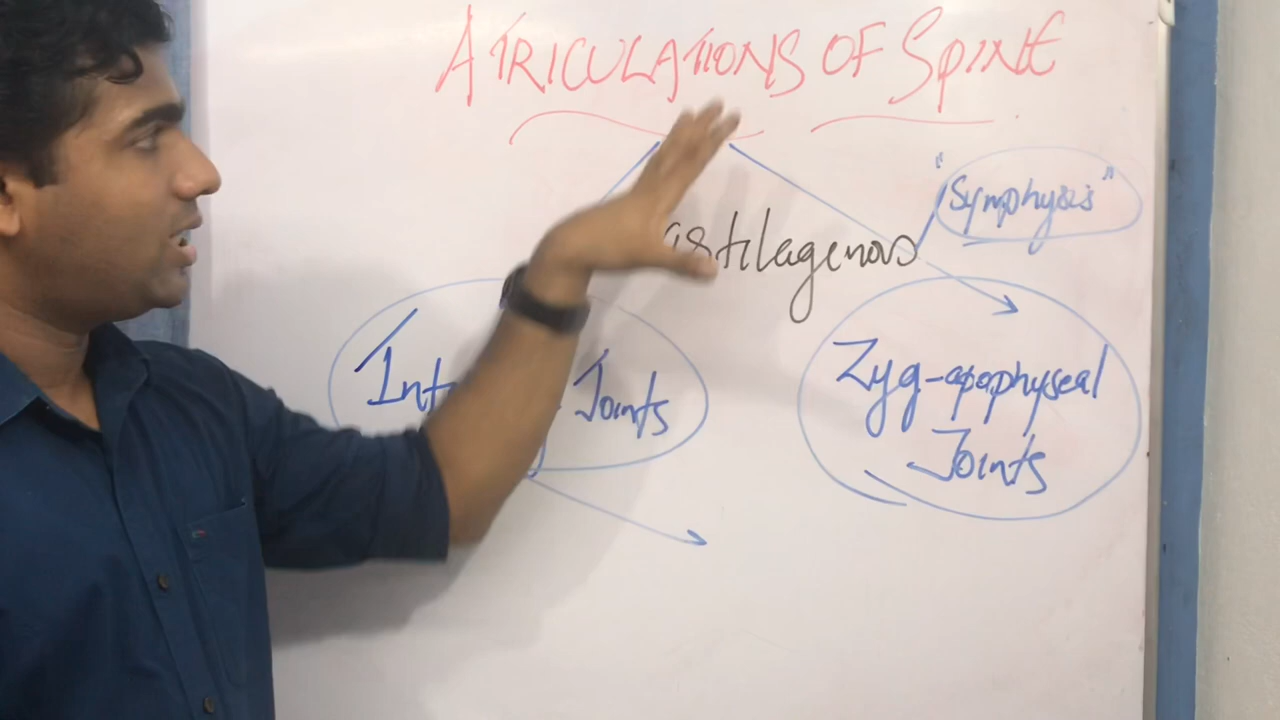 ATRICULATIONS OF SPINE
"Symphysis"
Joints
Zyg-apophyseal
Joints